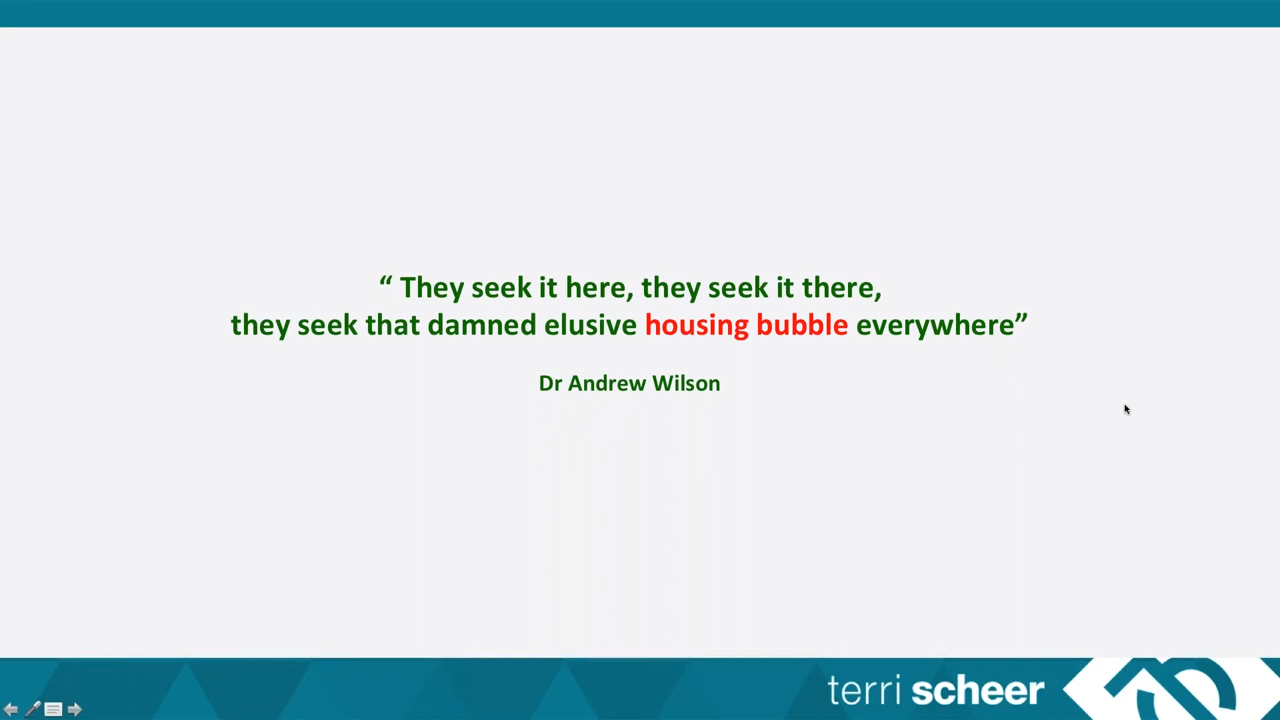 “ They seek it here, they seek it there,
they seek that damned elusive housing bubble everywhere”
Dr Andrew Wilson
terri scheer